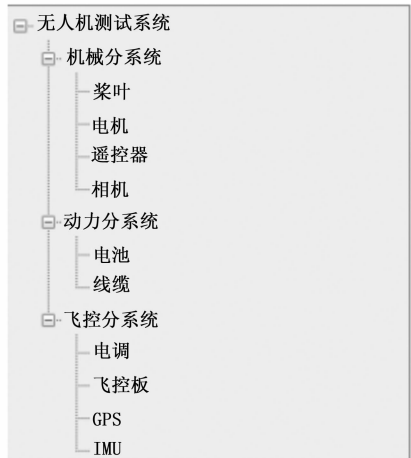 无人机测试系统
机械分系统
桨叶
电机
遥控器
相机
动力分系统
电池
线缆
飞控分系统
电调
飞控板
GPS
IMU